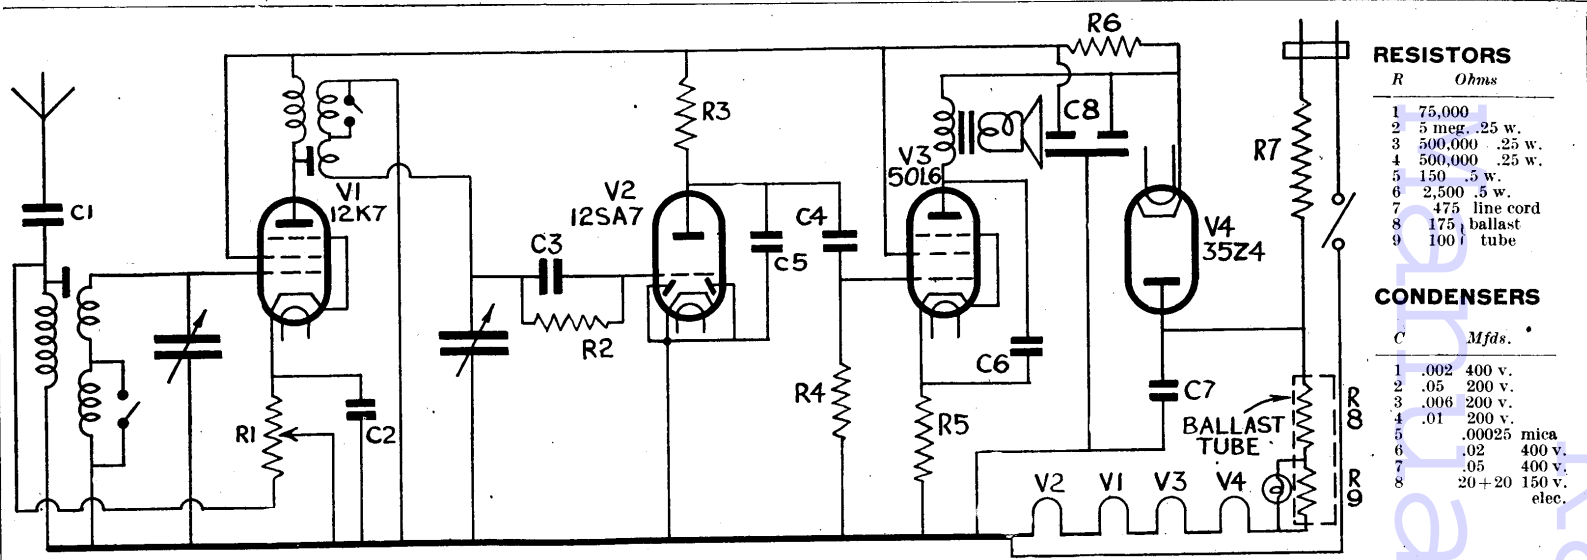 R6
C1
V1
12K7
R1
C2
C3
R2
V2
12SA7
R3
C5
C4
R4
V3
50L6
C8
C6
R5
V4
35Z4
C7
R7
BALLAST
TUBE
R
8
R
9
V2 V1 V3 V4
RESISTORS
R Ohms
1 75,000
2 5 meg. .25 w.
3 500,000 .25 w.
4 500,000 .25 w.
5 150 .5 w.
6 2,500 .5 w.
7 475 line cord
8 175 } ballast
9 100 } tube
CONDENSERS
C Mfds.
1 .002 400 v.
2 .05 200 v.
3 .006 200 v.
4 .01 200 v.
5 .00025 mica
6 .02 400 v.
7 .05 400 v.
8 20+20 150 v.
elec.
Manua